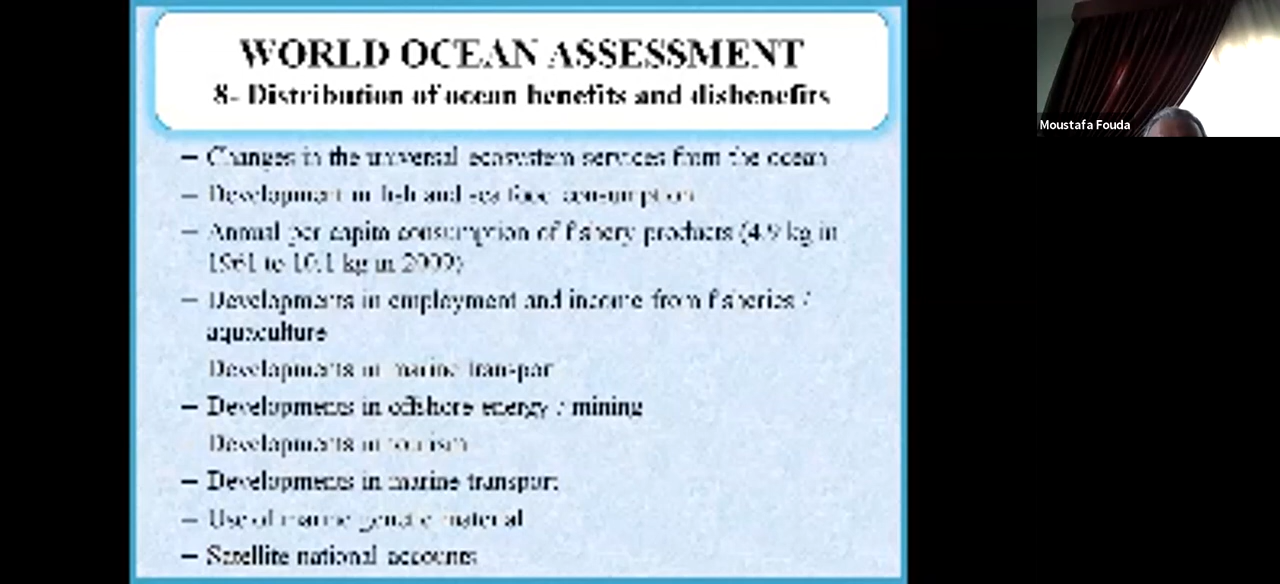 WORLD OCEAN ASSESSMENT
8- Distribution of ocean benefits and disbenefits
– Changes in the universal ecosystem services from the ocean
– Development in fish and sea food consumption
– Annual per capita consumption of fishery products (4.9 kg in
1961 to 10.1 kg in 2009)
– Developments in employment and income from fisheries /
aquaculture
Developments in marine transport
– Developments in offshore energy / mining
Developments in tourism
– Developments in marine transport
– Use of marine genetic material
– Satellite national accounts
Moustafa Fouda